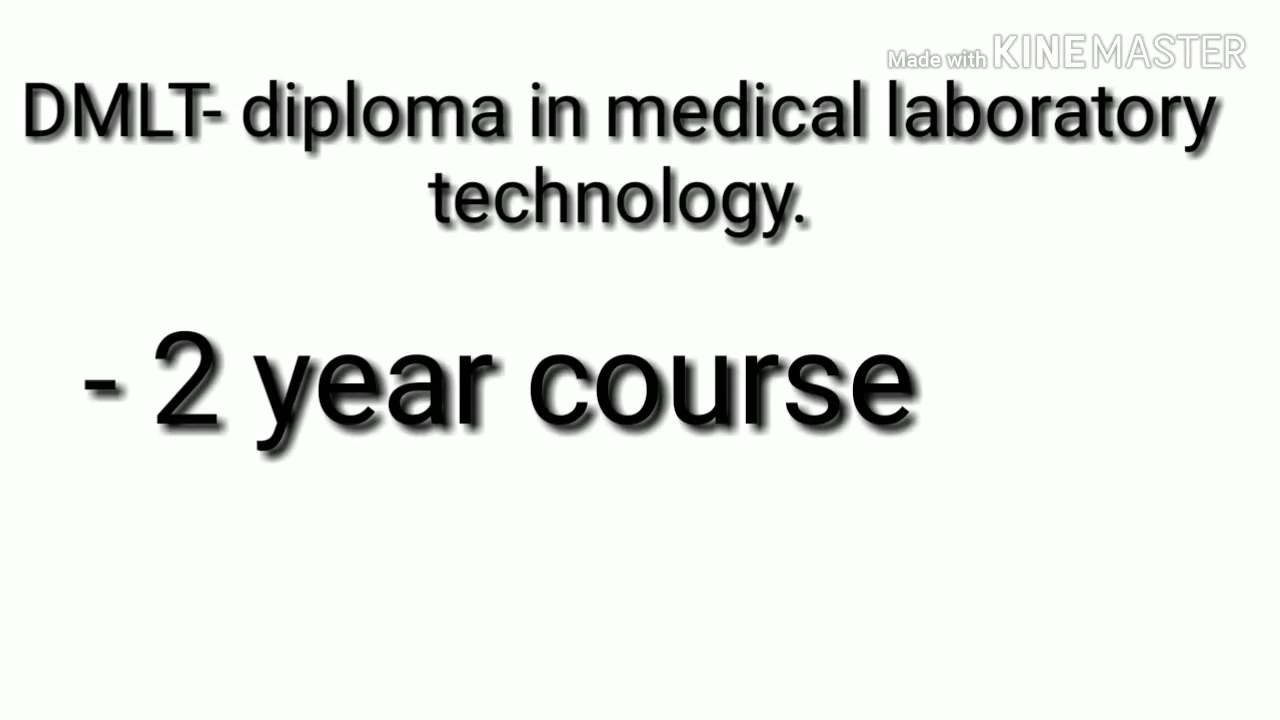 Made with KINEMASTER
DMLT- diploma in medical laboratory
technology.
- 2 year course